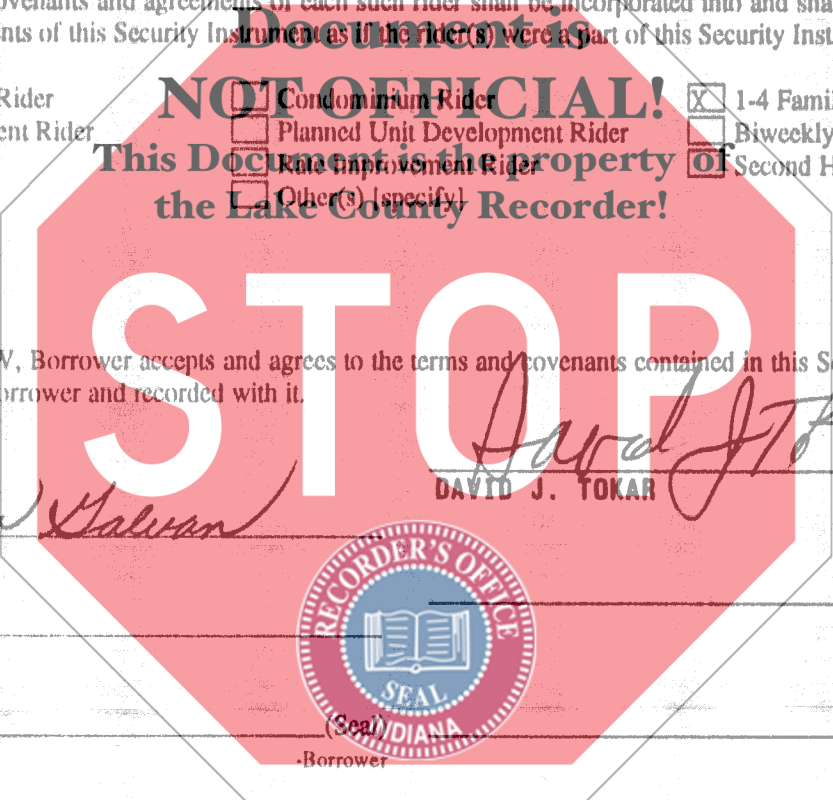 ovenants and agreements of each such rider shall be incorporated into and sha
nts of this Security Instrument as if the rider(s) were a part of this Security Inst
Document is
NOT OFFICIAL!
This Document is the property of
the Lake County Recorder!
Rider Condominium Rider X 1-4 Famil
ent Rider Planned Unit Development Rider Biweekly
Rate Improvement Rider Second H
Other(s) [specify]
STOP
, Borrower accepts and agrees to the terms and covenants contained in this S
orrower and recorded with it.
David J. To
DAVID J. TOKAR
Galvan
RECORDER'S OFFICE
SEAL
INDIANA
(Seal)
-Borrower